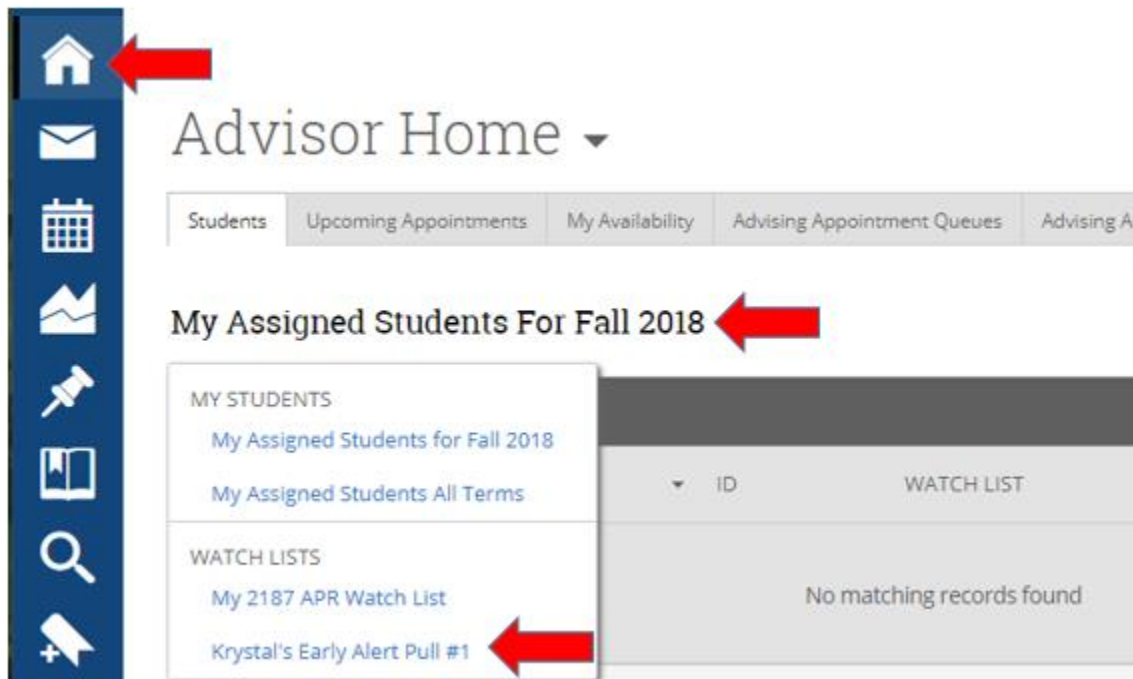 Advisor Home
Students Upcoming Appointments My Availability Advising Appointment Queues Advising A
My Assigned Students For Fall 2018
MY STUDENTS
My Assigned Students for Fall 2018
My Assigned Students All Terms
ID WATCH LIST
WATCH LISTS
My 2187 APR Watch List
No matching records found
Krystal's Early Alert Pull #1